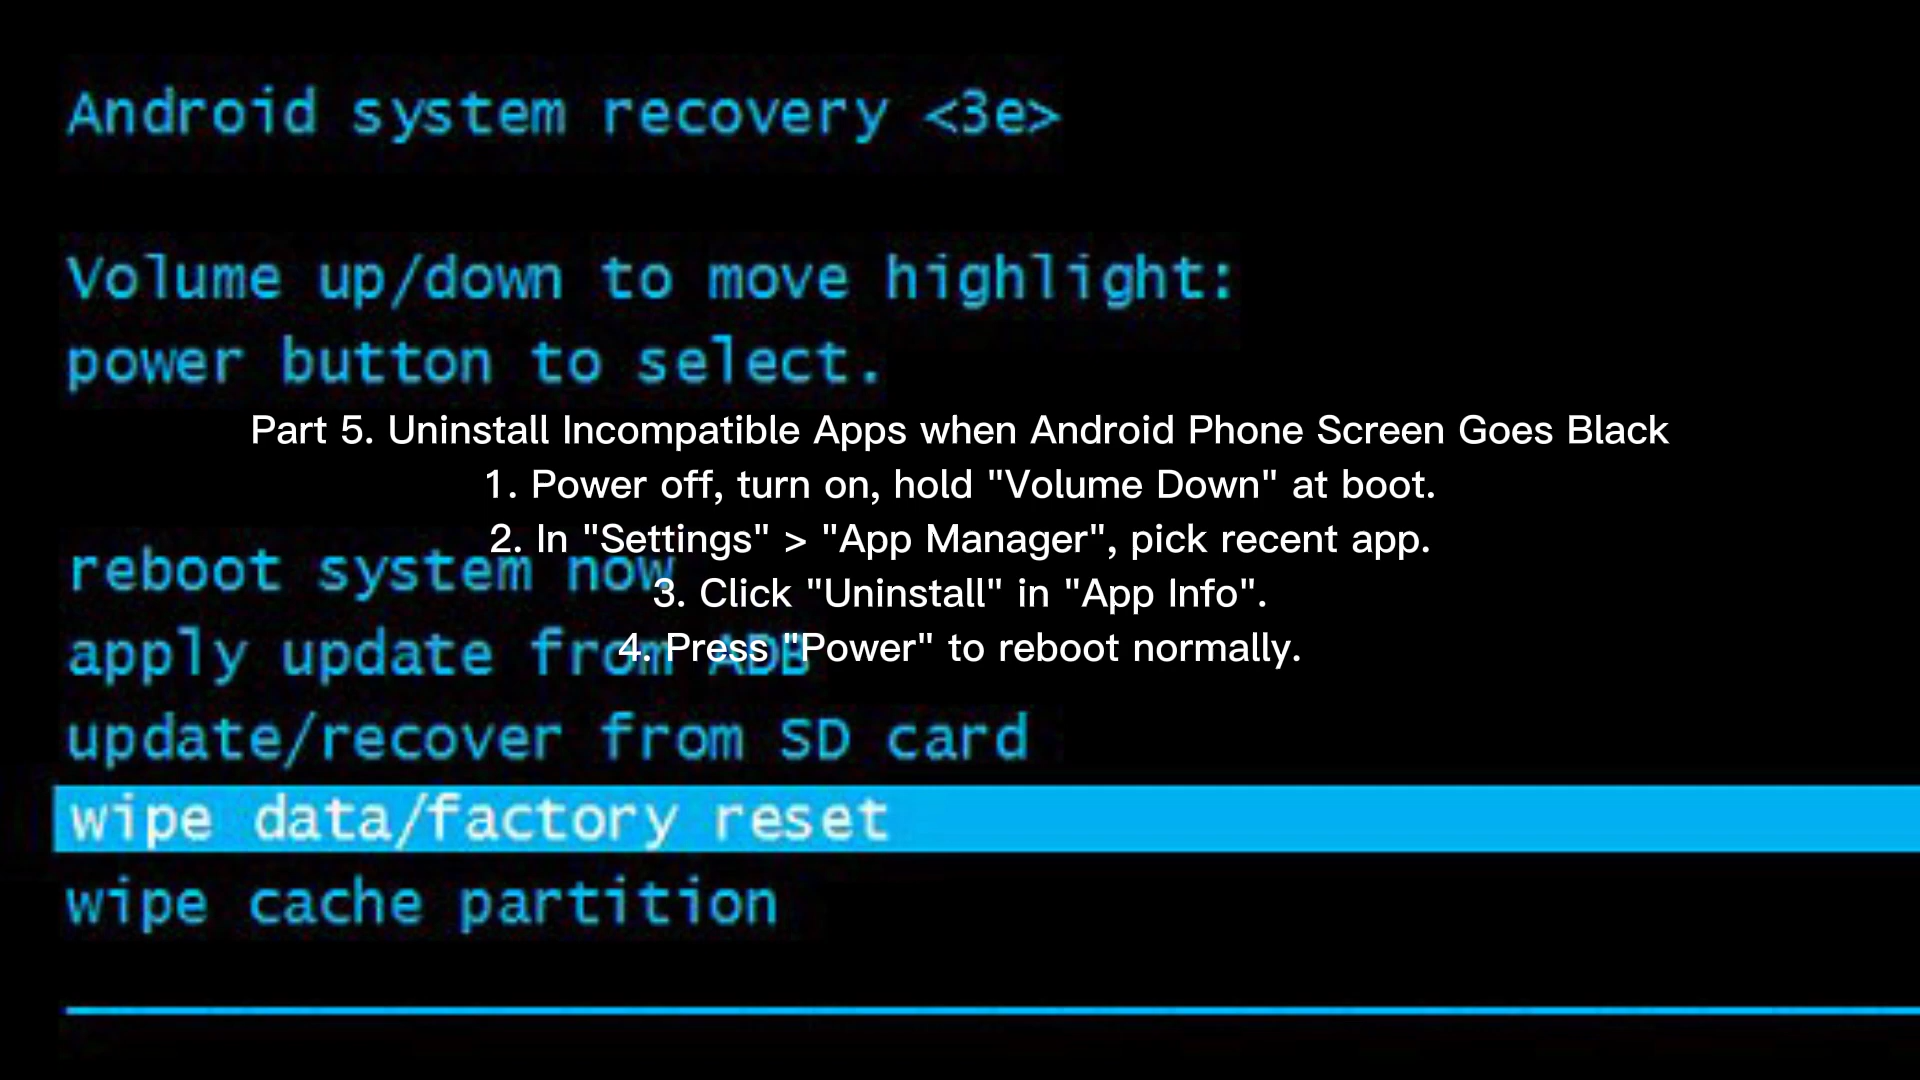 Android system recovery <3e>
Volume up/down to move highlight:
power button to select.
Part 5. Uninstall Incompatible Apps when Android Phone Screen Goes Black
1. Power off, turn on, hold "Volume Down" at boot.
2. In "Settings" > "App Manager", pick recent app.
3. Click "Uninstall" in "App Info".
4. Press "Power" to reboot normally.
reboot system now
apply update from ADB
update/recover from SD card
wipe data/factory reset
wipe cache partition